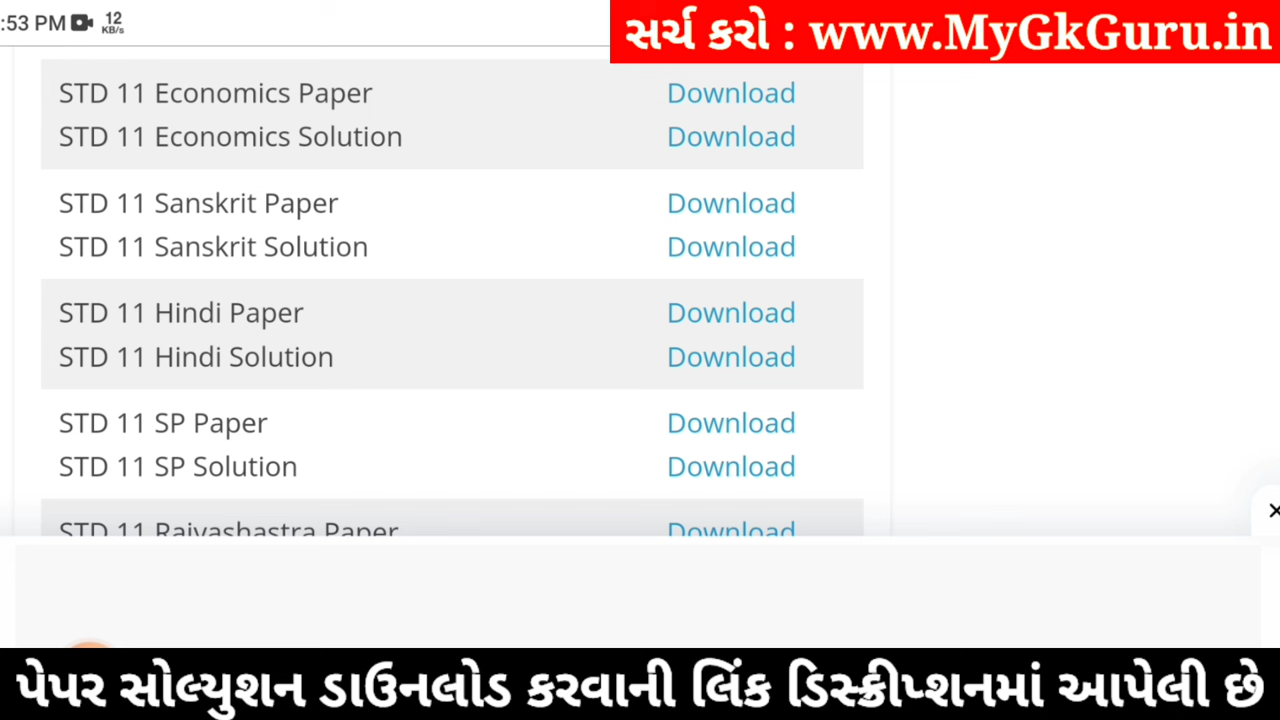 :53 PM 12 KB/s
સર્ચ કરો : www.MyGkGuru.in
STD 11 Economics Paper Download
STD 11 Economics Solution Download
STD 11 Sanskrit Paper Download
STD 11 Sanskrit Solution Download
STD 11 Hindi Paper Download
STD 11 Hindi Solution Download
STD 11 SP Paper Download
STD 11 SP Solution Download
STD 11 Rajyashastra Paper Download
પેપર સોલ્યુશન ડાઉનલોડ કરવાની લિંક ડિસ્ક્રીપ્શનમાં આપેલી છે